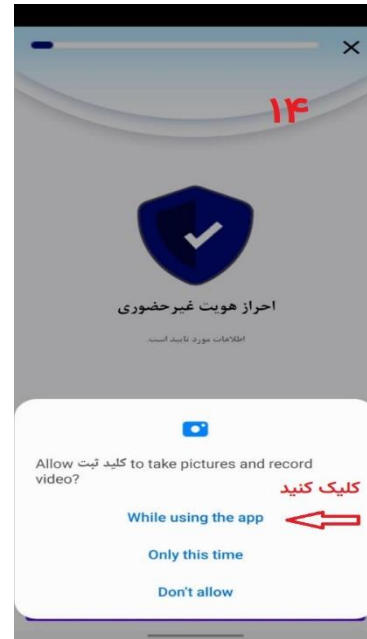 ۱۴
احراز هویت غیرحضوری
اطلاعات مورد تایید است.
Allow کلید ثبت to take pictures and record
video?
کلیک کنید
While using the app
Only this time
Don't allow